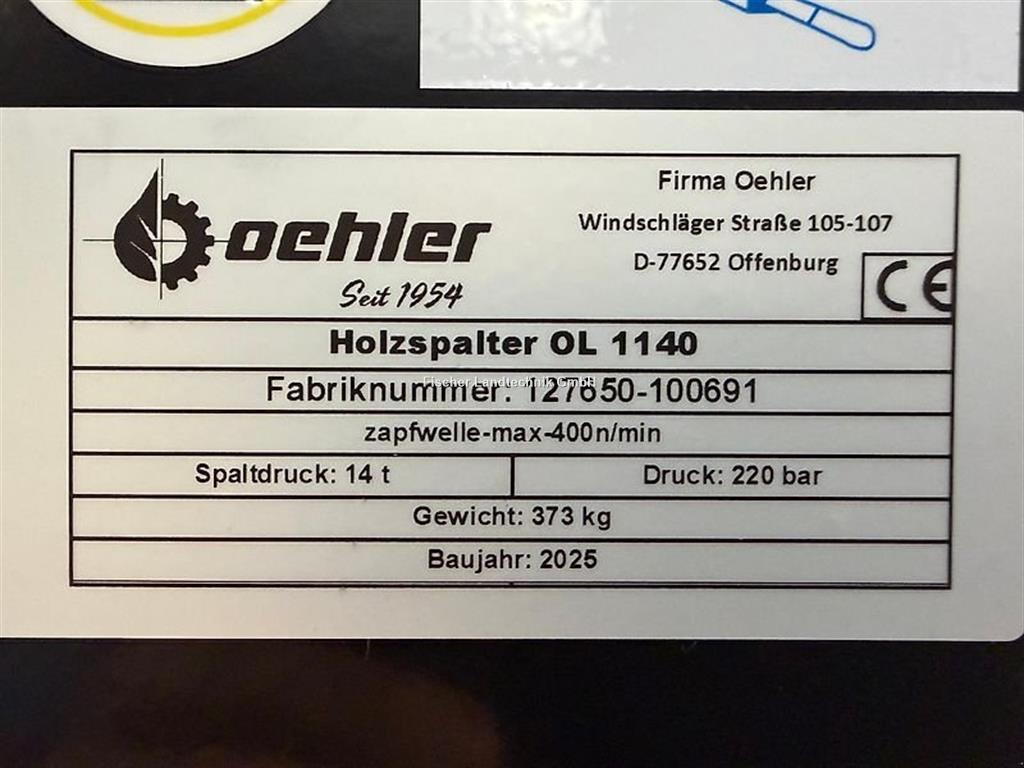 oehler
Seit 1954
Firma Oehler
Windschläger Straße 105-107
D-77652 Offenburg
CE
Holzspalter OL 1140
Fischer Landtechnik GmbH
Fabriknummer: 127650-100691
zapfwelle-max-400n/min
Spaltdruck: 14 t
Druck: 220 bar
Gewicht: 373 kg
Baujahr: 2025